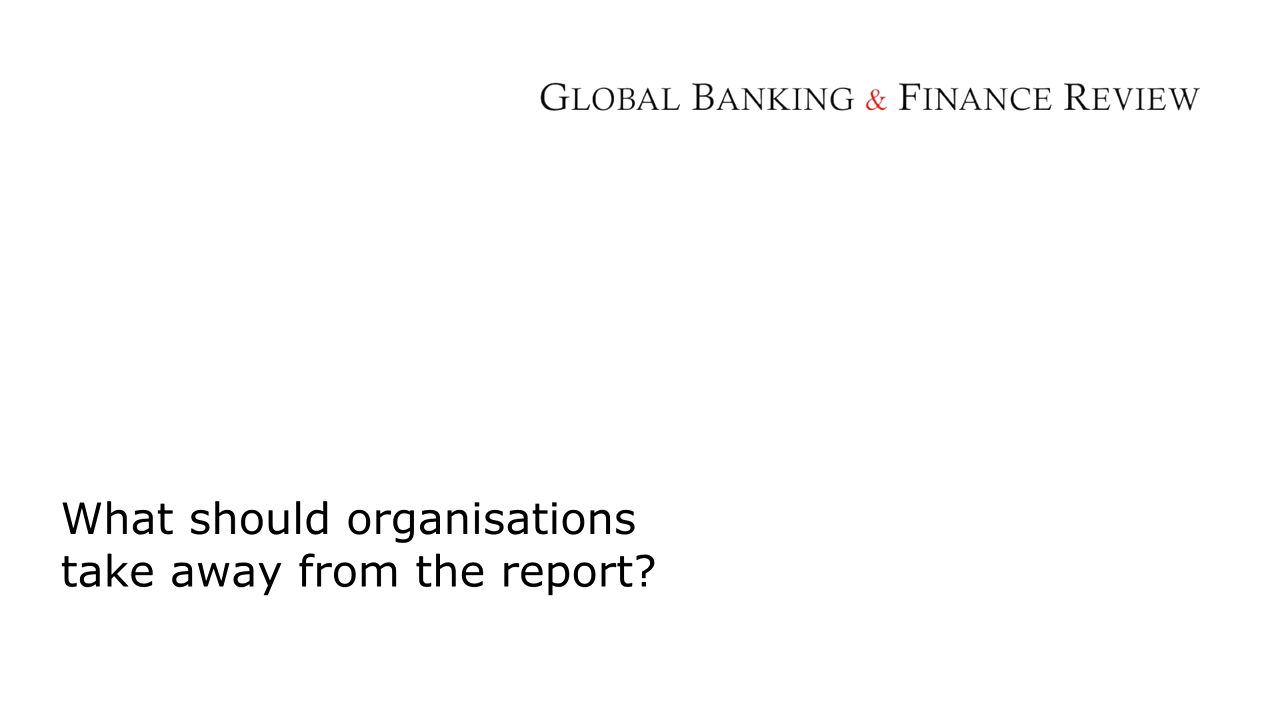 GLOBAL BANKING & FINANCE REVIEW
What should organisations
take away from the report?